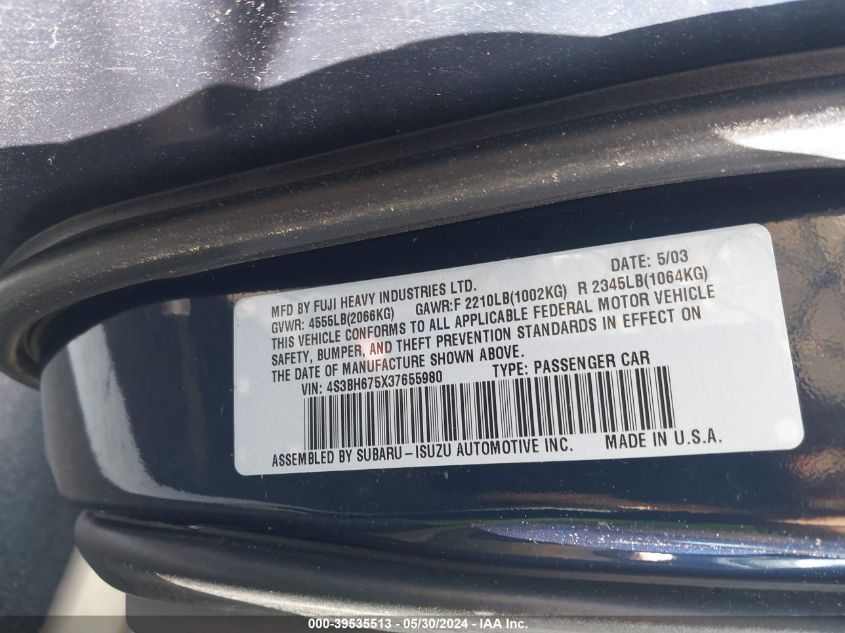 MFD BY FUJI HEAVY INDUSTRIES LTD. DATE: 5/03
GVWR: 4555LB(2066KG) GAWR:F 2210LB(1002KG) R 2345LB(1064KG)
THIS VEHICLE CONFORMS TO ALL APPLICABLE FEDERAL MOTOR VEHICLE
SAFETY, BUMPER, AND THEFT PREVENTION STANDARDS IN EFFECT ON
THE DATE OF MANUFACTURE SHOWN ABOVE.
VIN: 4S3BH675X37655980 TYPE: PASSENGER CAR
ASSEMBLED BY SUBARU-ISUZU AUTOMOTIVE INC. MADE IN U.S.A.
000-39535513 - 05/30/2024 - IAA Inc.